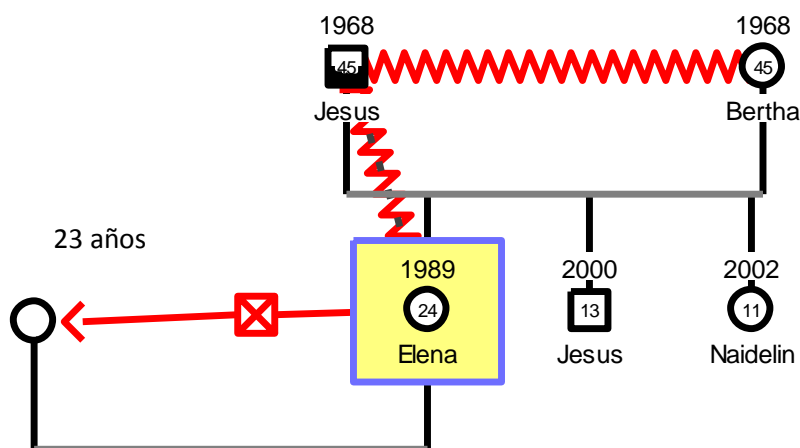 1968 1968
45 45
Jesus Bertha
23 años
1989 2000 2002
24 13 11
Elena Jesus Naidelin